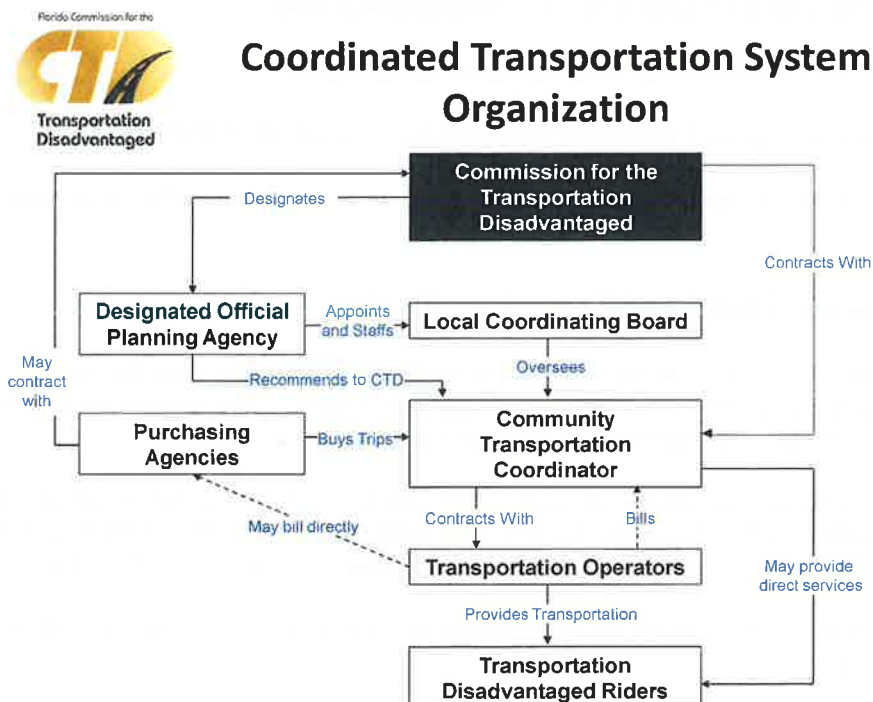 Florida Commission for the
CTD
Transportation
Disadvantaged
Coordinated Transportation System
Organization
Commission for the
Transportation
Disadvantaged
Designates
Contracts With
Designated Official
Planning Agency
Appoints
and Staffs
Local Coordinating Board
May
contract
with
Recommends to CTD
Oversees
Purchasing
Agencies
Buys Trips
Community
Transportation
Coordinator
May bill directly
Contracts With
Bills
Transportation Operators
May provide
direct services
Provides Transportation
Transportation
Disadvantaged Riders